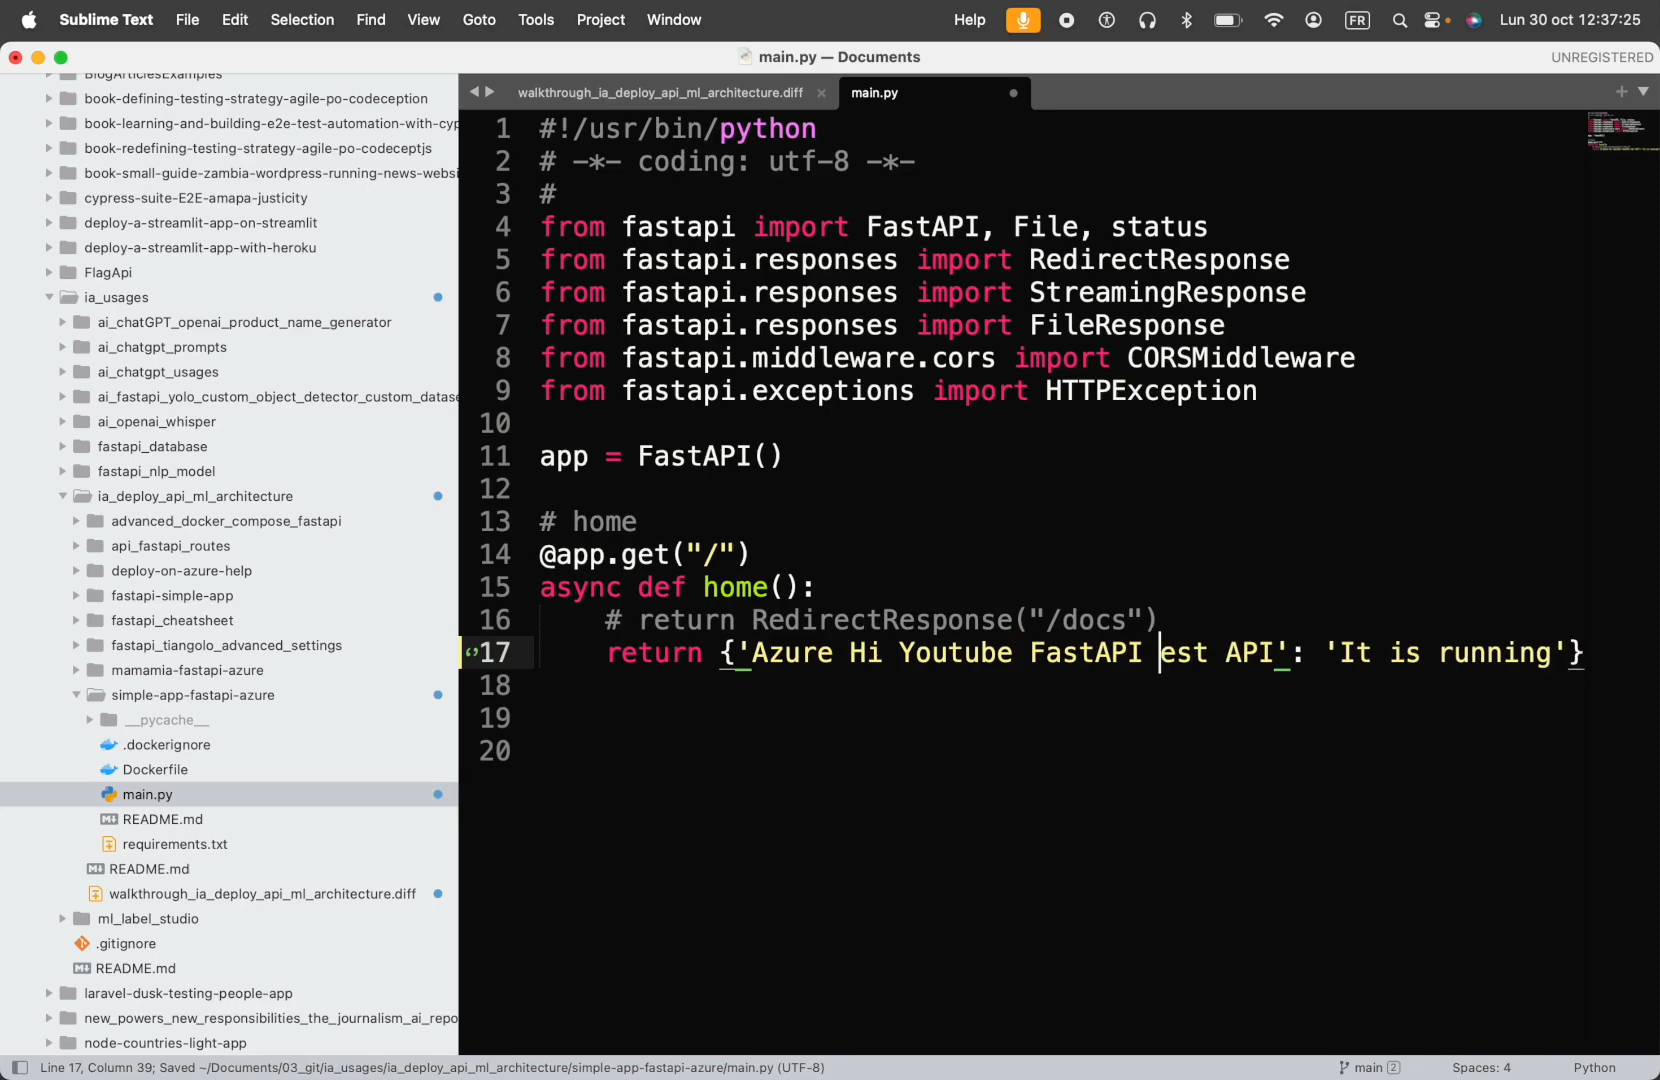 Sublime Text File Edit Selection Find View Goto Tools Project Window Help FR Lun 30 oct 12:37:25
main.py — Documents UNREGISTERED
BlogArticlesExamples
book-defining-testing-strategy-agile-po-codeception
book-learning-and-building-e2e-test-automation-with-cyp
book-redefining-testing-strategy-agile-po-codeceptjs
book-small-guide-zambia-wordpress-running-news-websi
cypress-suite-E2E-amapa-justicity
deploy-a-streamlit-app-on-streamlit
deploy-a-streamlit-app-with-heroku
FlagApi
ia_usages
ai_chatGPT_openai_product_name_generator
ai_chatgpt_prompts
ai_chatgpt_usages
ai_fastapi_yolo_custom_object_detector_custom_datase
ai_openai_whisper
fastapi_database
fastapi_nlp_model
ia_deploy_api_ml_architecture
advanced_docker_compose_fastapi
api_fastapi_routes
deploy-on-azure-help
fastapi-simple-app
fastapi_cheatsheet
fastapi_tiangolo_advanced_settings
mamamia-fastapi-azure
simple-app-fastapi-azure
__pycache__
.dockerignore
Dockerfile
main.py
README.md
requirements.txt
README.md
walkthrough_ia_deploy_api_ml_architecture.diff
ml_label_studio
.gitignore
README.md
laravel-dusk-testing-people-app
new_powers_new_responsibilities_the_journalism_ai_repo
node-countries-light-app
walkthrough_ia_deploy_api_ml_architecture.diff main.py
1 #!/usr/bin/python
2 # -*- coding: utf-8 -*-
3 #
4 from fastapi import FastAPI, File, status
5 from fastapi.responses import RedirectResponse
6 from fastapi.responses import StreamingResponse
7 from fastapi.responses import FileResponse
8 from fastapi.middleware.cors import CORSMiddleware
9 from fastapi.exceptions import HTTPException
10
11 app = FastAPI()
12
13 # home
14 @app.get("/")
15 async def home():
16 # return RedirectResponse("/docs")
17 return {'Azure Hi Youtube FastAPI est API': 'It is running'}
18
19
20
Line 17, Column 39; Saved ~/Documents/03_git/ia_usages/ia_deploy_api_ml_architecture/simple-app-fastapi-azure/main.py (UTF-8) main 2 Spaces: 4 Python